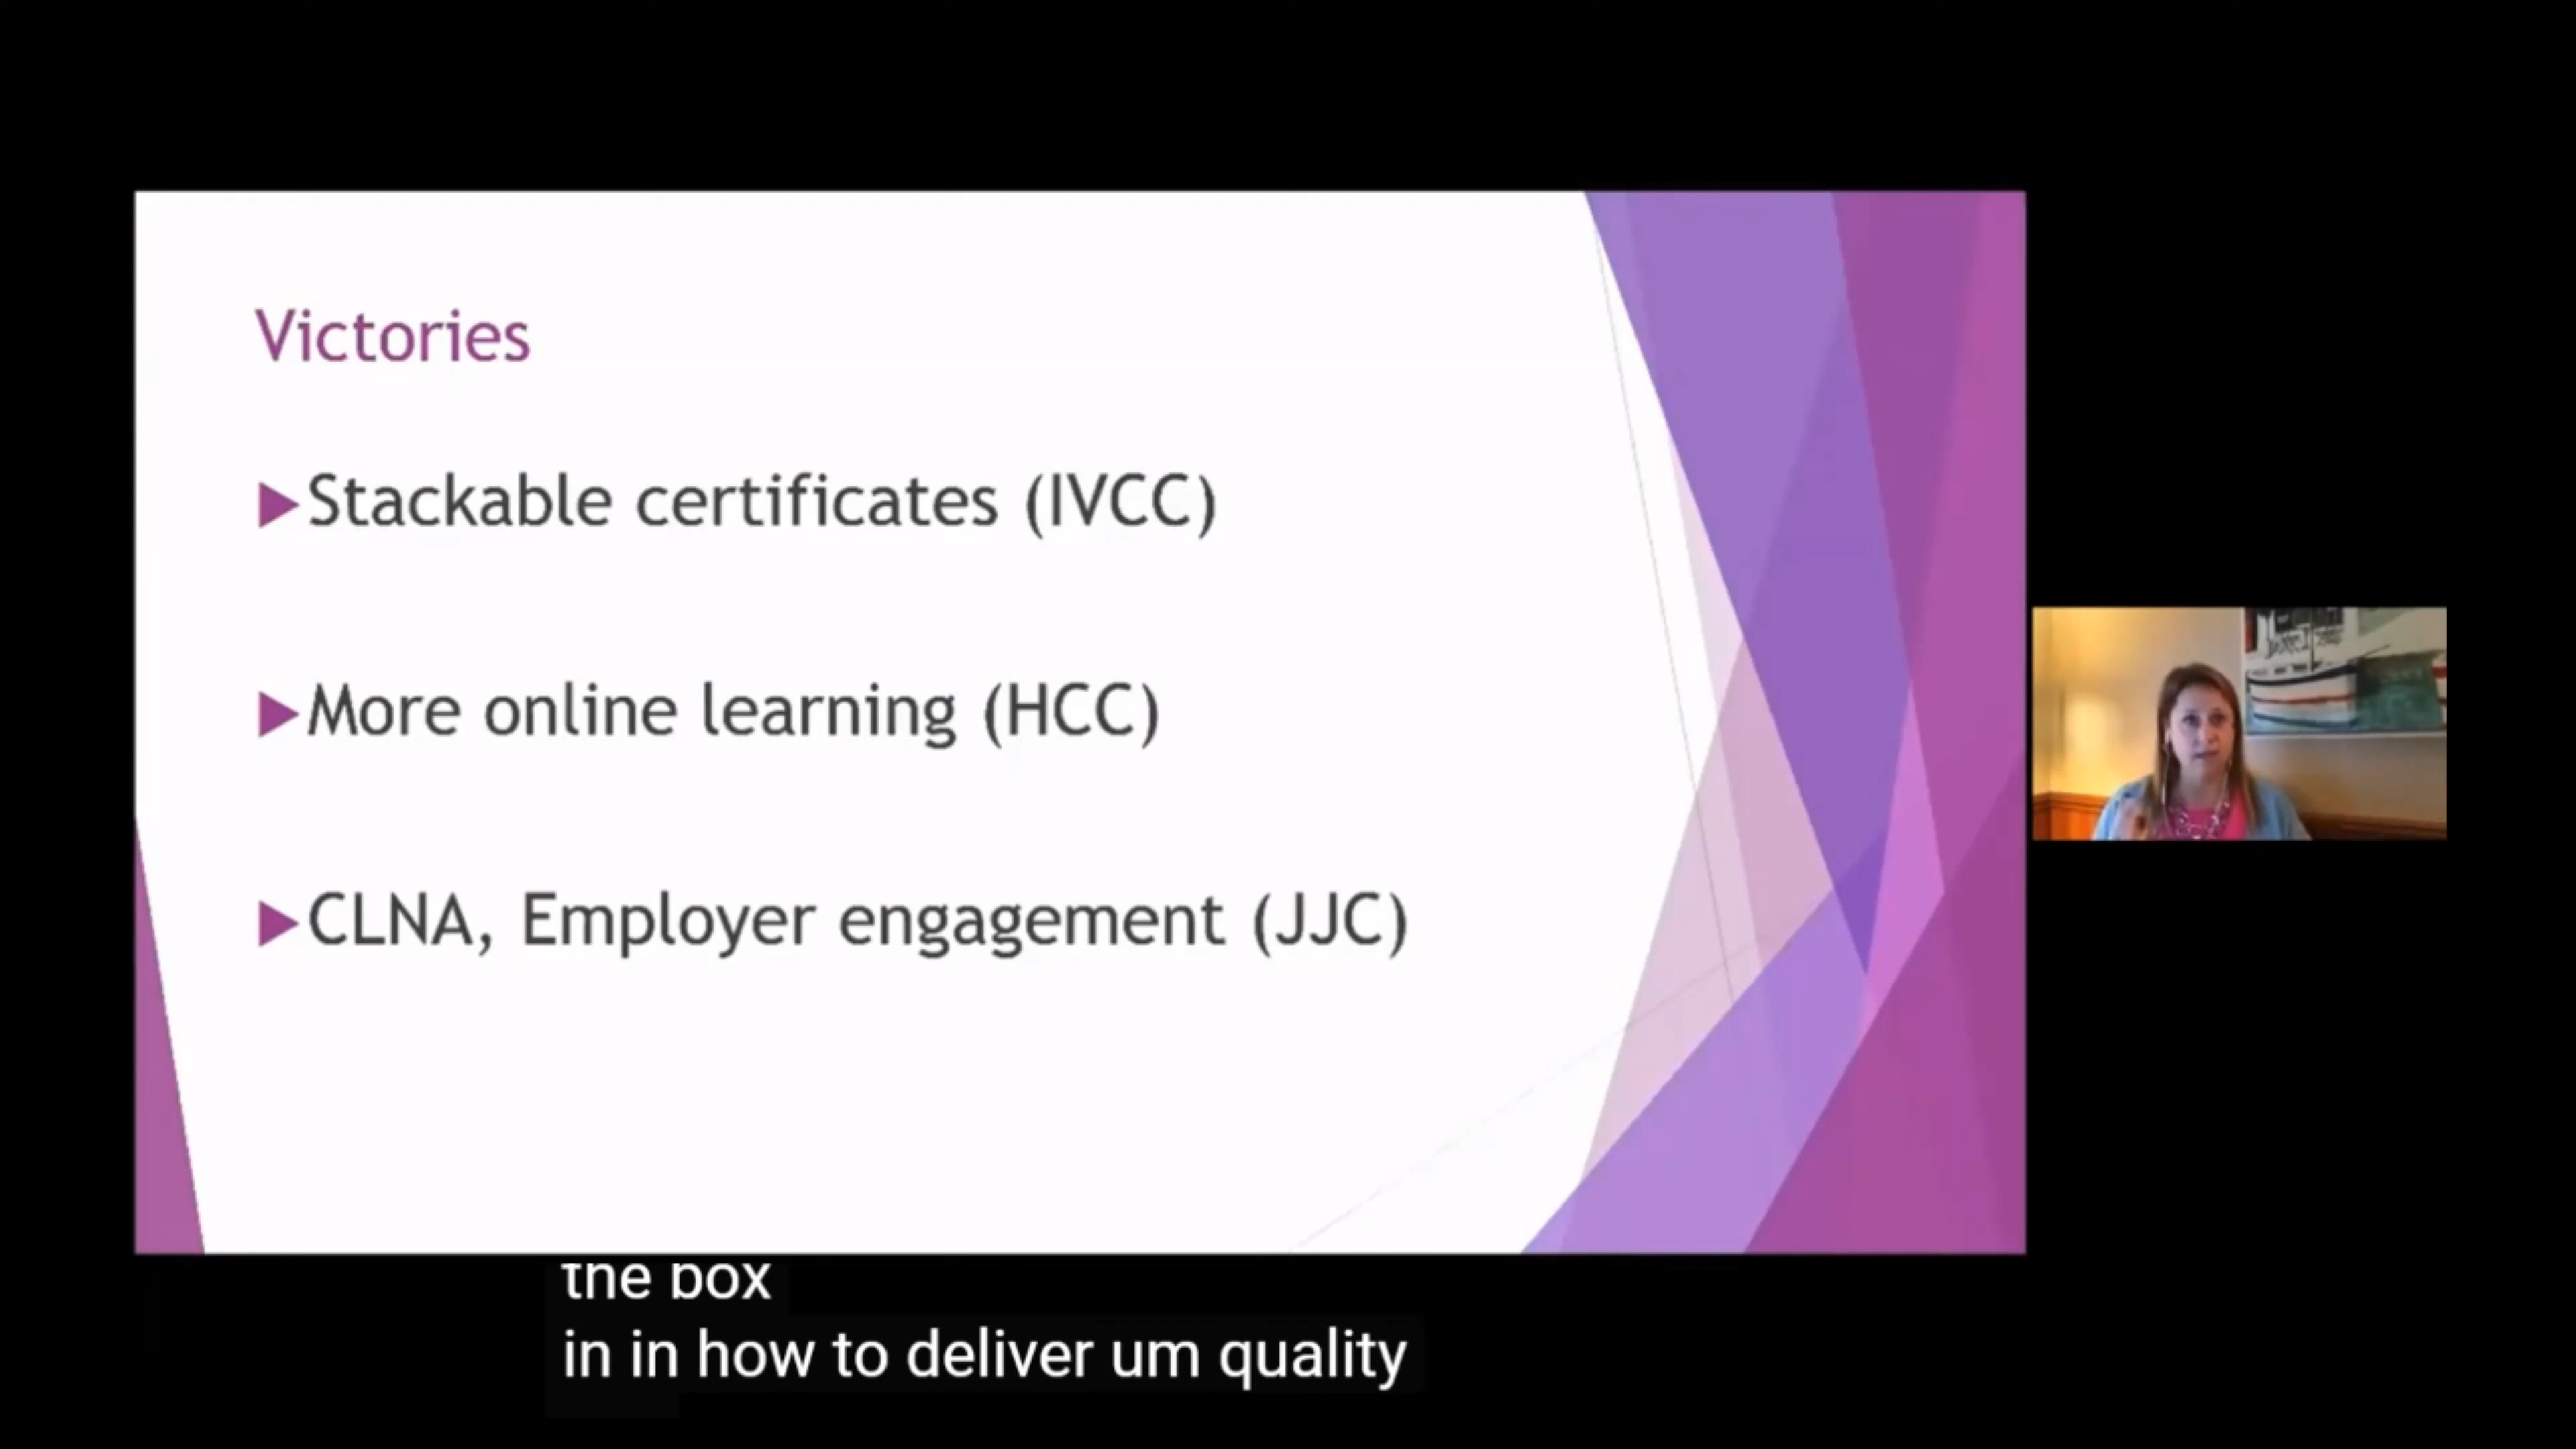 Victories
Stackable certificates (IVCC)
More online learning (HCC)
CLNA, Employer engagement (JJC)
the box
in in how to deliver um quality